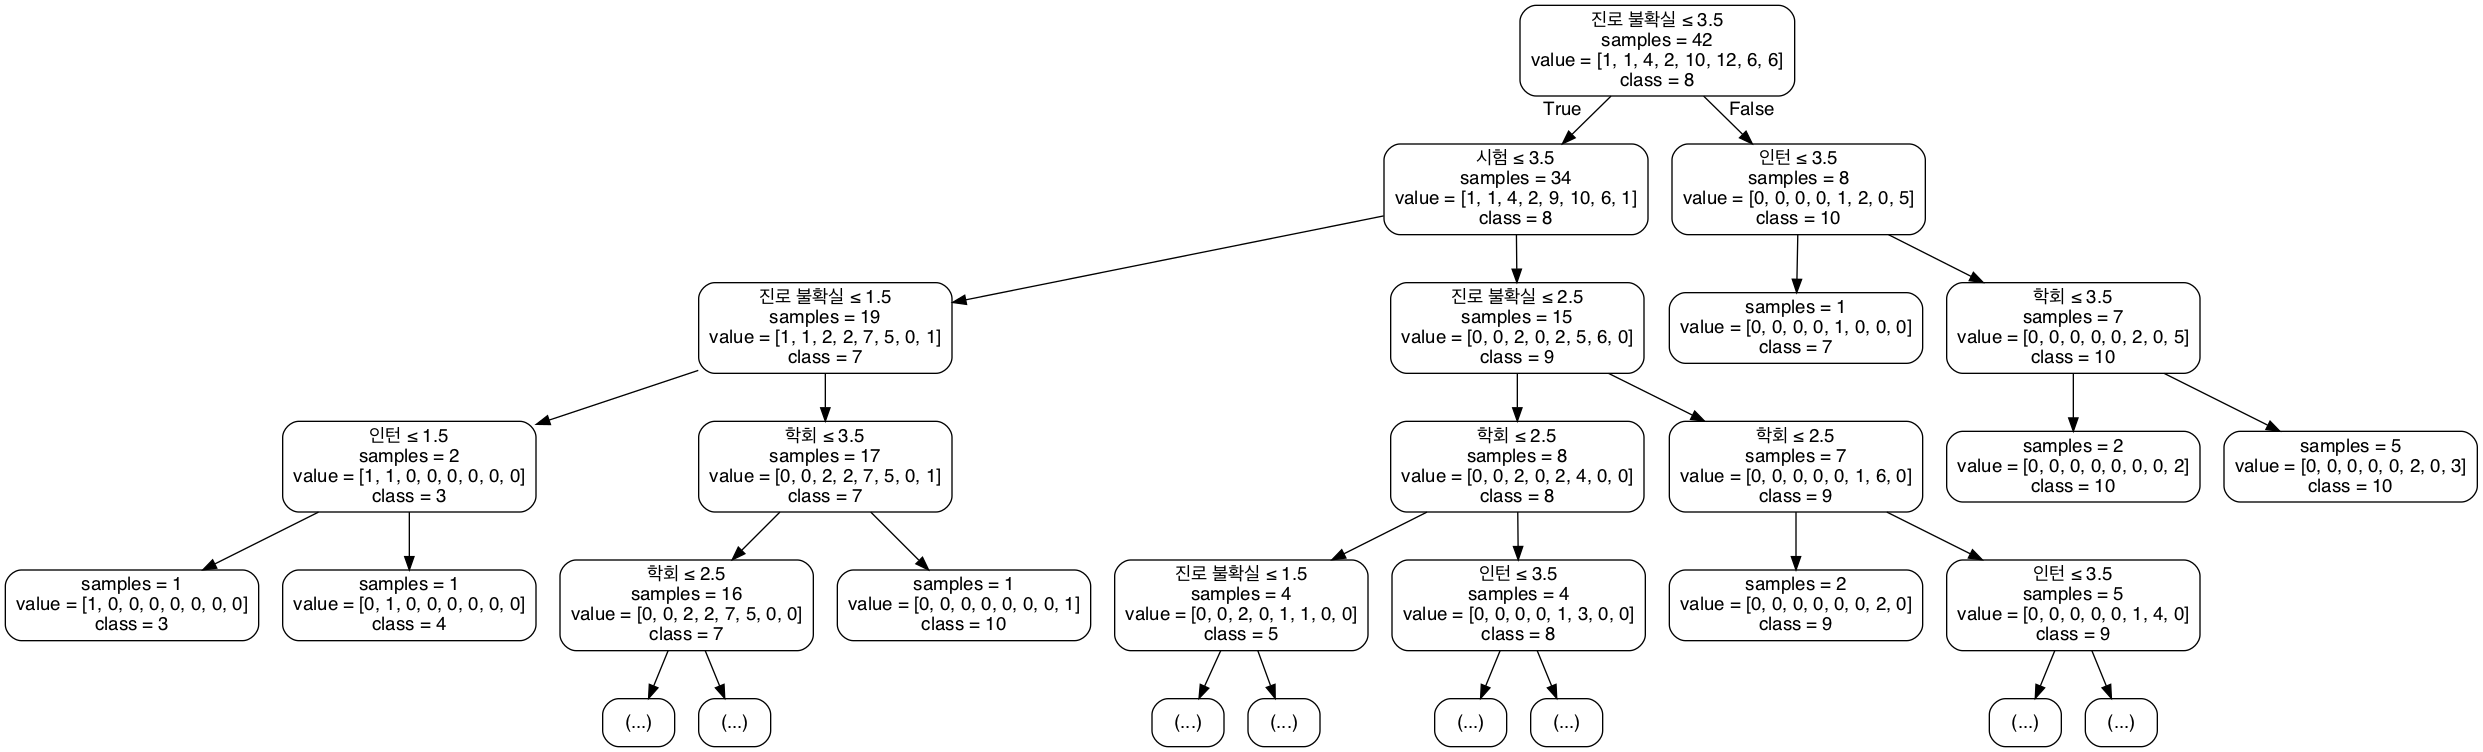 진로 불확실 ≤ 3.5
samples = 42
value = [1, 1, 4, 2, 10, 12, 6, 6]
class = 8
True
False
시험 ≤ 3.5
samples = 34
value = [1, 1, 4, 2, 9, 10, 6, 1]
class = 8
인턴 ≤ 3.5
samples = 8
value = [0, 0, 0, 0, 1, 2, 0, 5]
class = 10
진로 불확실 ≤ 1.5
samples = 19
value = [1, 1, 2, 2, 7, 5, 0, 1]
class = 7
진로 불확실 ≤ 2.5
samples = 15
value = [0, 0, 2, 0, 2, 5, 6, 0]
class = 9
samples = 1
value = [0, 0, 0, 0, 1, 0, 0, 0]
class = 7
학회 ≤ 3.5
samples = 7
value = [0, 0, 0, 0, 0, 2, 0, 5]
class = 10
인턴 ≤ 1.5
samples = 2
value = [1, 1, 0, 0, 0, 0, 0, 0]
class = 3
학회 ≤ 3.5
samples = 17
value = [0, 0, 2, 2, 7, 5, 0, 1]
class = 7
학회 ≤ 2.5
samples = 8
value = [0, 0, 2, 0, 2, 4, 0, 0]
class = 8
학회 ≤ 2.5
samples = 7
value = [0, 0, 0, 0, 0, 1, 6, 0]
class = 9
samples = 2
value = [0, 0, 0, 0, 0, 0, 0, 2]
class = 10
samples = 5
value = [0, 0, 0, 0, 0, 2, 0, 3]
class = 10
samples = 1
value = [1, 0, 0, 0, 0, 0, 0, 0]
class = 3
samples = 1
value = [0, 1, 0, 0, 0, 0, 0, 0]
class = 4
학회 ≤ 2.5
samples = 16
value = [0, 0, 2, 2, 7, 5, 0, 0]
class = 7
samples = 1
value = [0, 0, 0, 0, 0, 0, 0, 1]
class = 10
진로 불확실 ≤ 1.5
samples = 4
value = [0, 0, 2, 0, 1, 1, 0, 0]
class = 5
인턴 ≤ 3.5
samples = 4
value = [0, 0, 0, 0, 1, 3, 0, 0]
class = 8
samples = 2
value = [0, 0, 0, 0, 0, 0, 2, 0]
class = 9
인턴 ≤ 3.5
samples = 5
value = [0, 0, 0, 0, 0, 1, 4, 0]
class = 9
(...)
(...)
(...)
(...)
(...)
(...)
(...)
(...)